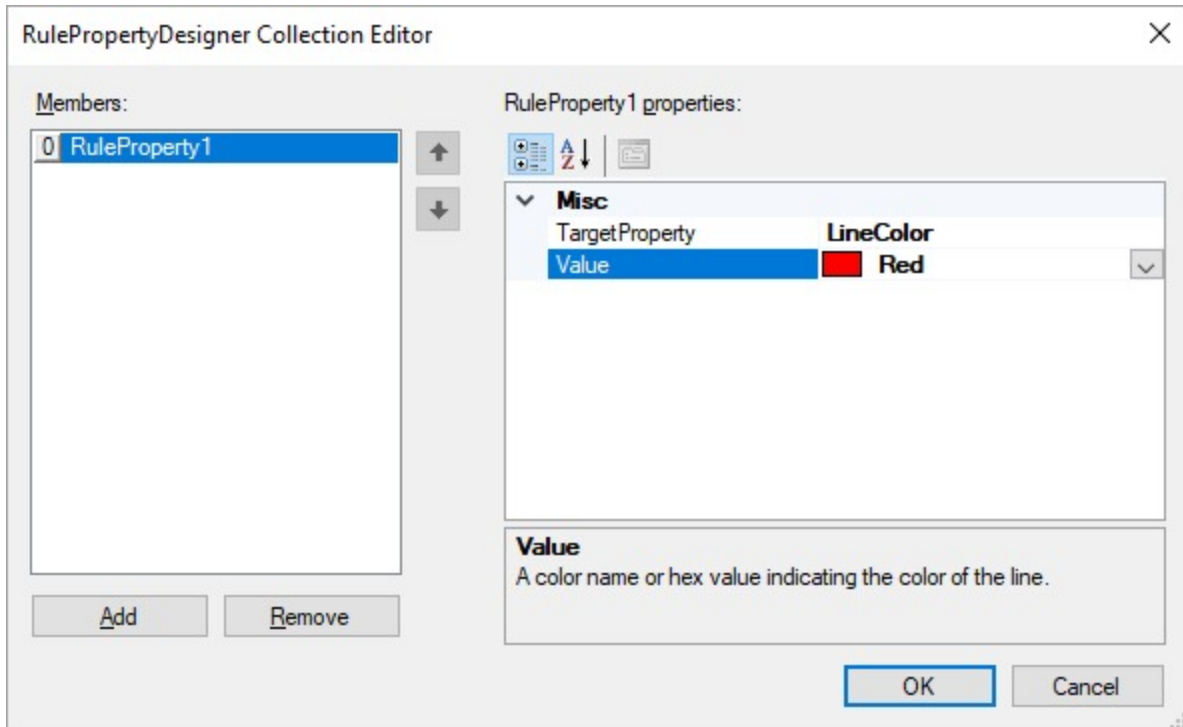 RulePropertyDesigner Collection Editor
Members:
RuleProperty1 properties:
0 RuleProperty1
A
Z
Misc
TargetProperty LineColor
Value Red
Value
A color name or hex value indicating the color of the line.
Add Remove
OK Cancel